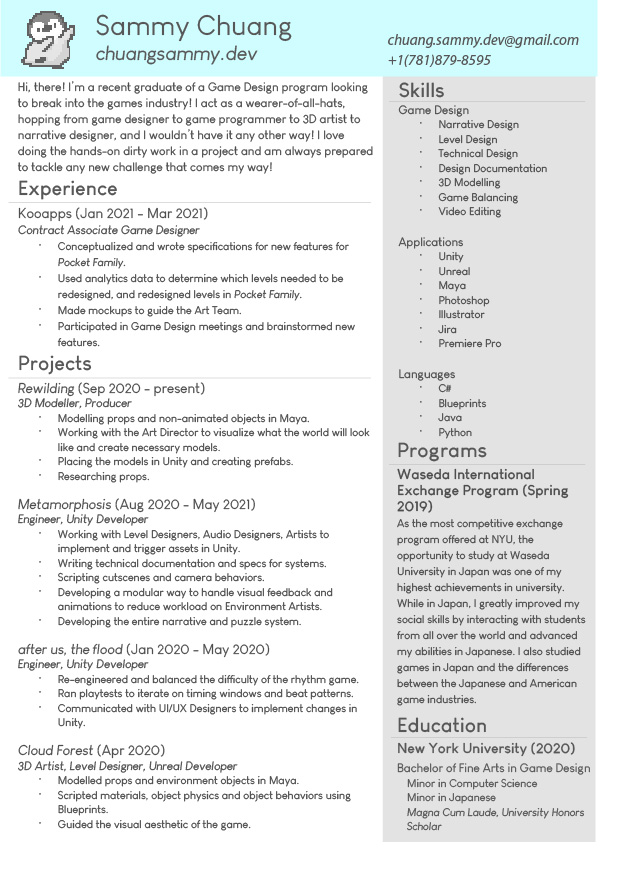 Sammy Chuang
chuangsammy.dev
chuang.sammy.dev@gmail.com
+1(781)879-8595
Hi, there! I'm a recent graduate of a Game Design program looking
to break into the games industry! I act as a wearer-of-all-hats,
hopping from game designer to game programmer to 3D artist to
narrative designer, and I wouldn't have it any other way! I love
doing the hands-on dirty work in a project and am always prepared
to tackle any new challenge that comes my way!
Experience
Kooapps (Jan 2021 - Mar 2021)
Contract Associate Game Designer
· Conceptualized and wrote specifications for new features for
Pocket Family.
· Used analytics data to determine which levels needed to be
redesigned, and redesigned levels in Pocket Family.
· Made mockups to guide the Art Team.
· Participated in Game Design meetings and brainstormed new
features.
Projects
Rewilding (Sep 2020 - present)
3D Modeller, Producer
· Modelling props and non-animated objects in Maya.
· Working with the Art Director to visualize what the world will look
like and create necessary models.
· Placing the models in Unity and creating prefabs.
· Researching props.
Metamorphosis (Aug 2020 - May 2021)
Engineer, Unity Developer
· Working with Level Designers, Audio Designers, Artists to
implement and trigger assets in Unity.
· Writing technical documentation and specs for systems.
· Scripting cutscenes and camera behaviors.
· Developing a modular way to handle visual feedback and
animations to reduce workload on Environment Artists.
· Developing the entire narrative and puzzle system.
after us, the flood (Jan 2020 - May 2020)
Engineer, Unity Developer
· Re-engineered and balanced the difficulty of the rhythm game.
· Ran playtests to iterate on timing windows and beat patterns.
· Communicated with UI/UX Designers to implement changes in
Unity.
Cloud Forest (Apr 2020)
3D Artist, Level Designer, Unreal Developer
· Modelled props and environment objects in Maya.
· Scripted materials, object physics and object behaviors using
Blueprints.
· Guided the visual aesthetic of the game.
Skills
Game Design
· Narrative Design
· Level Design
· Technical Design
· Design Documentation
· 3D Modelling
· Game Balancing
· Video Editing
Applications
· Unity
· Unreal
· Maya
· Photoshop
· Illustrator
· Jira
· Premiere Pro
Languages
· C#
· Blueprints
· Java
· Python
Programs
Waseda International
Exchange Program (Spring
2019)
As the most competitive exchange
program offered at NYU, the
opportunity to study at Waseda
University in Japan was one of my
highest achievements in university.
While in Japan, I greatly improved my
social skills by interacting with students
from all over the world and advanced
my abilities in Japanese. I also studied
games in Japan and the differences
between the Japanese and American
game industries.
Education
New York University (2020)
Bachelor of Fine Arts in Game Design
Minor in Computer Science
Minor in Japanese
Magna Cum Laude, University Honors
Scholar